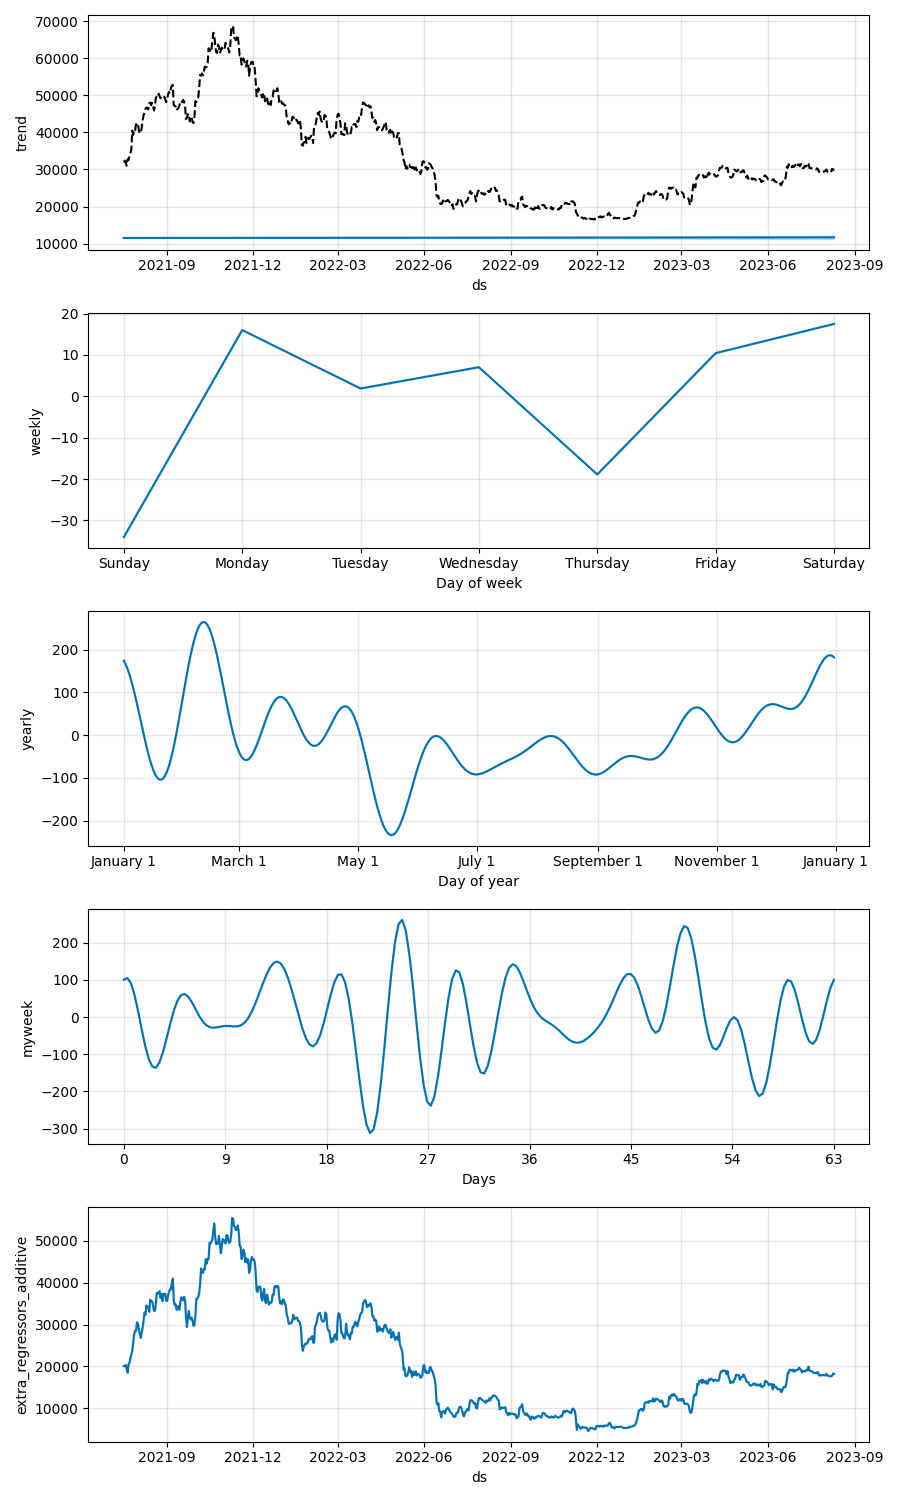 70000
60000
50000
40000
30000
20000
10000
trend
2021-09 2021-12 2022-03 2022-06 2022-09 2022-12 2023-03 2023-06 2023-09
ds
20
10
0
−10
−20
−30
weekly
Sunday Monday Tuesday Wednesday Thursday Friday Saturday
Day of week
200
100
0
−100
−200
yearly
January 1 March 1 May 1 July 1 September 1 November 1 January 1
Day of year
200
100
0
−100
−200
−300
myweek
0 9 18 27 36 45 54 63
Days
50000
40000
30000
20000
10000
extra_regressors_additive
2021-09 2021-12 2022-03 2022-06 2022-09 2022-12 2023-03 2023-06 2023-09
ds